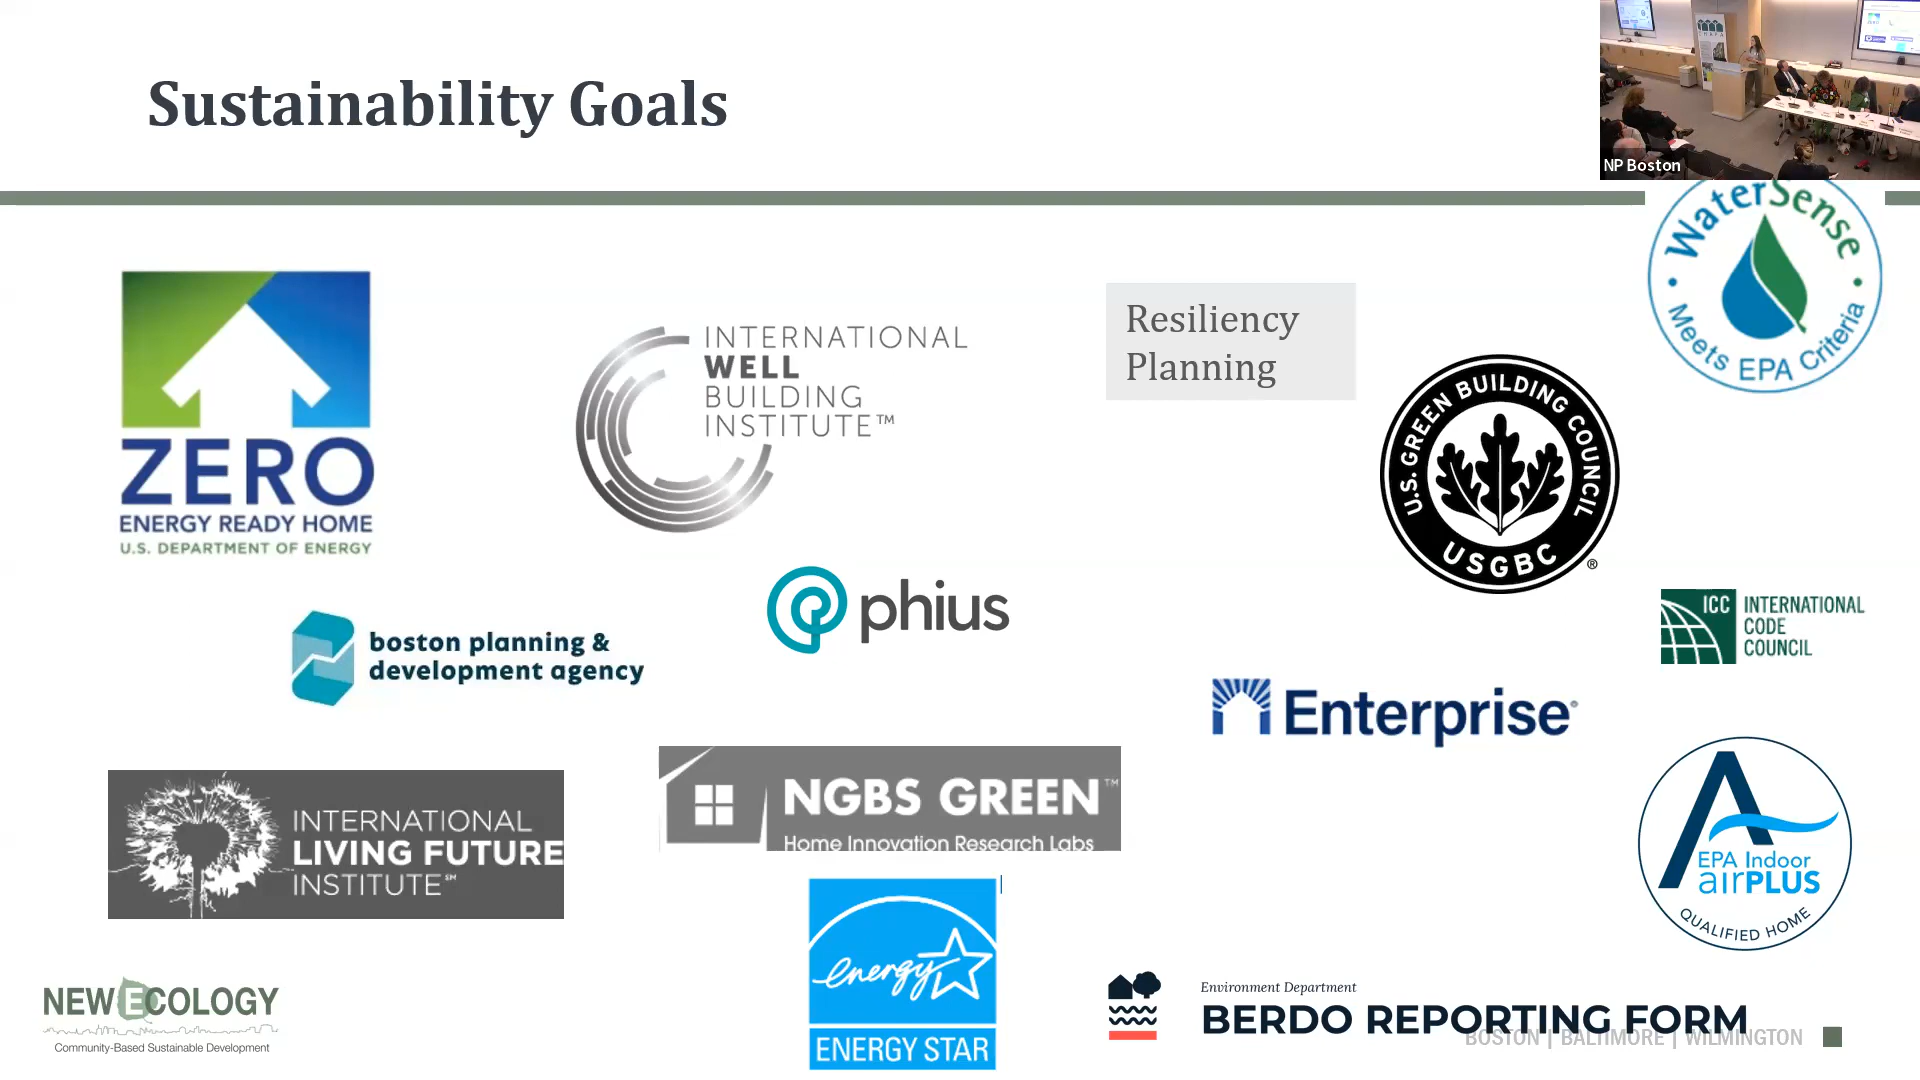 Sustainability Goals
NP Boston
WaterSense
Meets EPA Criteria
ZERO
ENERGY READY HOME
U.S. DEPARTMENT OF ENERGY
INTERNATIONAL
WELL
BUILDING
INSTITUTE™
Resiliency
Planning
U.S. GREEN BUILDING COUNCIL
USGBC
®
boston planning &
development agency
phius
ICC
INTERNATIONAL
CODE
COUNCIL
Enterprise®
INTERNATIONAL
LIVING FUTURE
INSTITUTE℠
NGBS GREEN™
Home Innovation Research Labs
EPA Indoor
airPLUS
QUALIFIED HOME
energy
ENERGY STAR
NEWECOLOGY
Community-Based Sustainable Development
Environment Department
BERDO REPORTING FORM
BOSTON | BALTIMORE | WILMINGTON